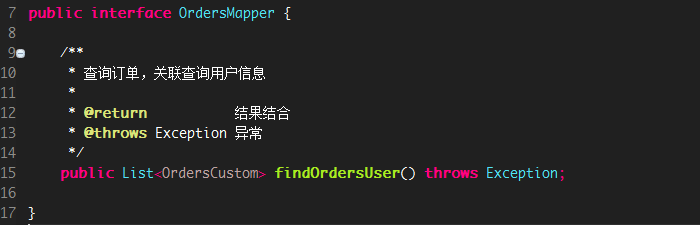 7 public interface OrdersMapper {
8
9 /**
10 * 查询订单，关联查询用户信息
11 *
12 * @return 结果结合
13 * @throws Exception 异常
14 */
15 public List<OrdersCustom> findOrdersUser() throws Exception;
16
17 }